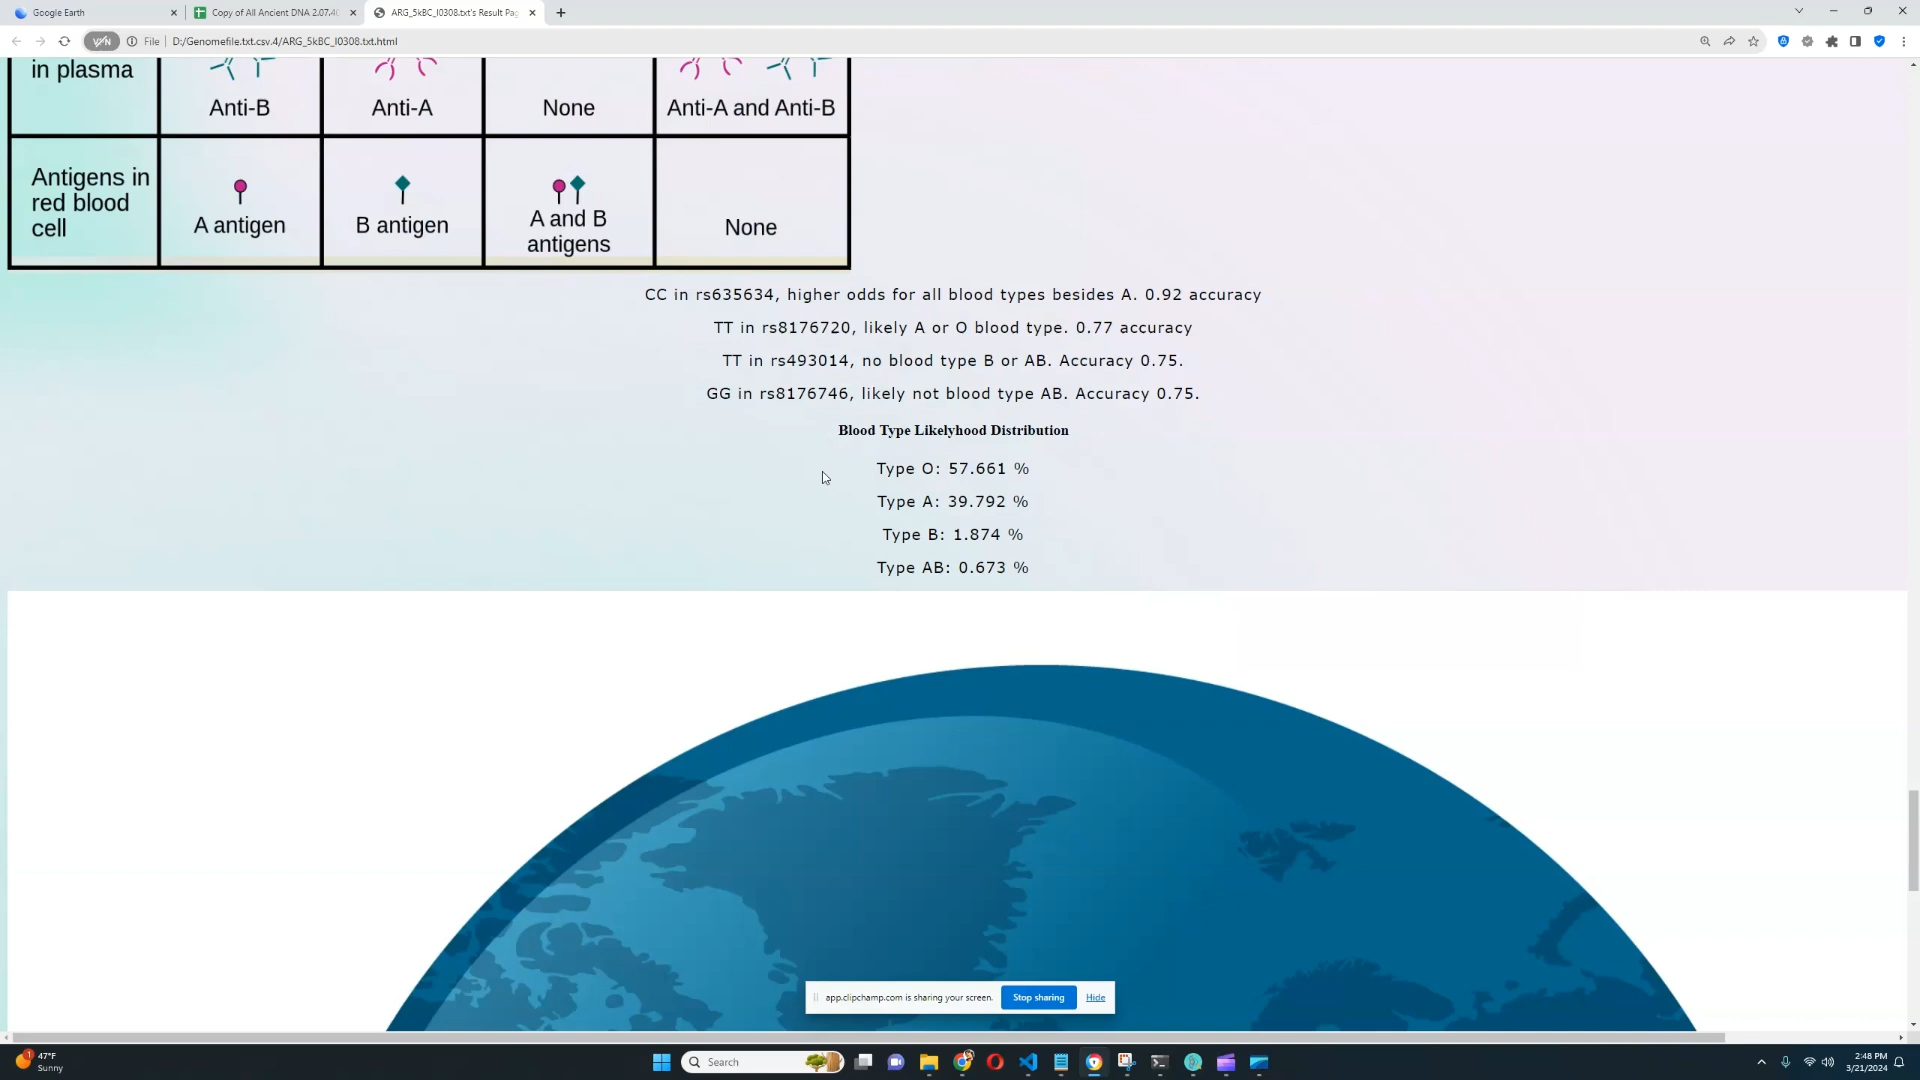 Google Earth
Copy of All Ancient DNA 2.07.40
ARG_5kBC_I0308.txt's Result Pag
VPN
File
D:/Genomefile.txt.csv.4/ARG_5kBC_I0308.txt.html
in plasma
Anti-B
Anti-A
None
Anti-A and Anti-B
Antigens in
red blood
cell
A antigen
B antigen
A and B
antigens
None
CC in rs635634, higher odds for all blood types besides A. 0.92 accuracy
TT in rs8176720, likely A or O blood type. 0.77 accuracy
TT in rs493014, no blood type B or AB. Accuracy 0.75.
GG in rs8176746, likely not blood type AB. Accuracy 0.75.
Blood Type Likelyhood Distribution
Type O: 57.661 %
Type A: 39.792 %
Type B: 1.874 %
Type AB: 0.673 %
app.clipchamp.com is sharing your screen.
Stop sharing
Hide
1
47°F
Sunny
Search
2:48 PM
3/21/2024